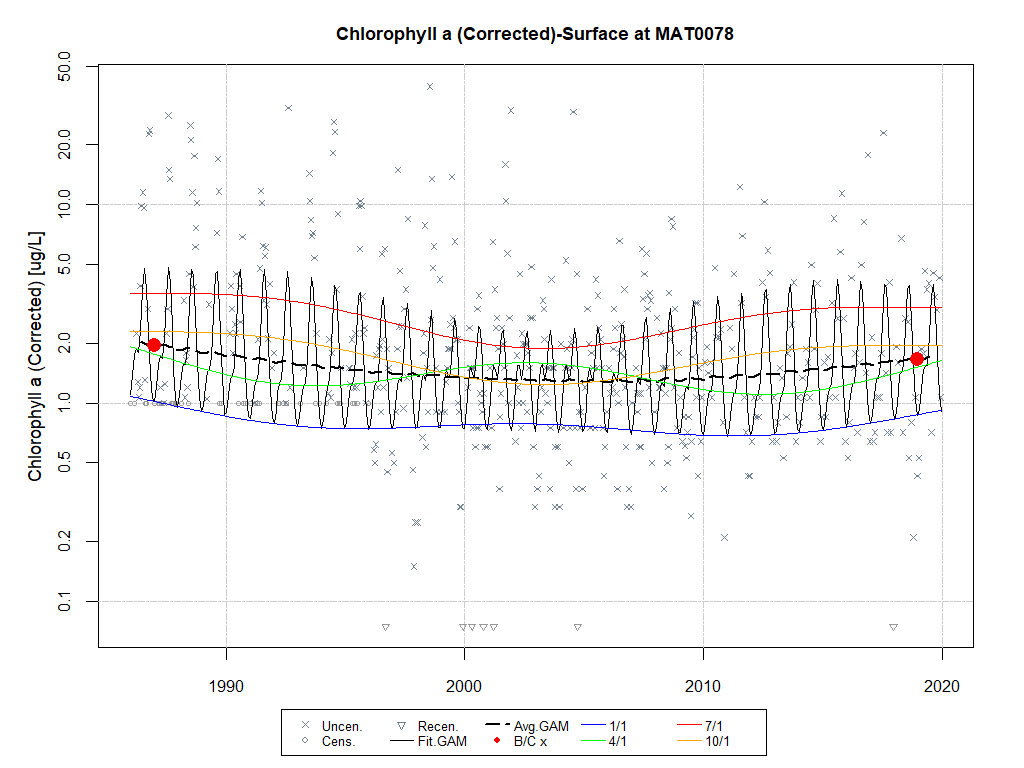 Chlorophyll a (Corrected)-Surface at MAT0078
Chlorophyll a (Corrected) [ug/L]
50.0
20.0
10.0
5.0
2.0
1.0
0.5
0.2
0.1
1990 2000 2010 2020
Uncen. Recen. Avg.GAM 1/1 7/1
Cens. Fit.GAM B/C x 4/1 10/1